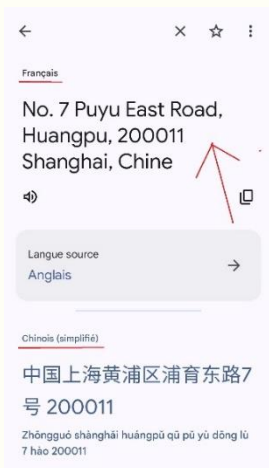 Français
No. 7 Puyu East Road,
Huangpu, 200011
Shanghai, Chine
Langue source
Anglais
Chinois (simplifié)
中国上海黄浦区浦育东路7
号 200011
Zhōngguó shànghǎi huángpǔ qū pǔ yù dōng lù
7 hào 200011